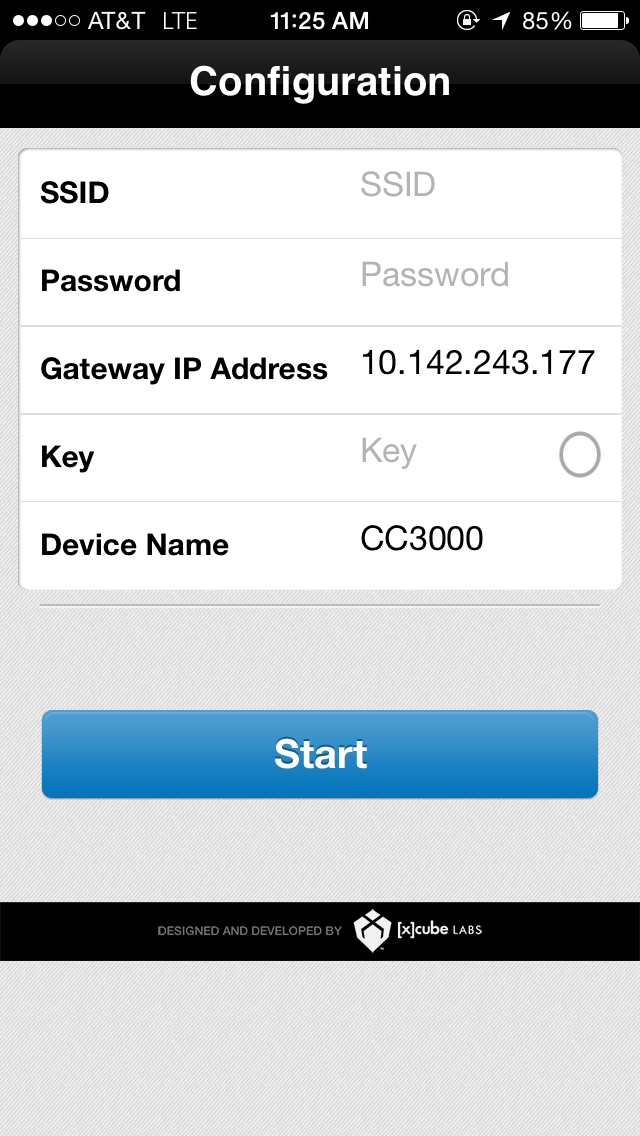 AT&T LTE 11:25 AM 85%
Configuration
SSID SSID
Password Password
Gateway IP Address 10.142.243.177
Key Key
Device Name CC3000
Start
DESIGNED AND DEVELOPED BY [x]cube LABS